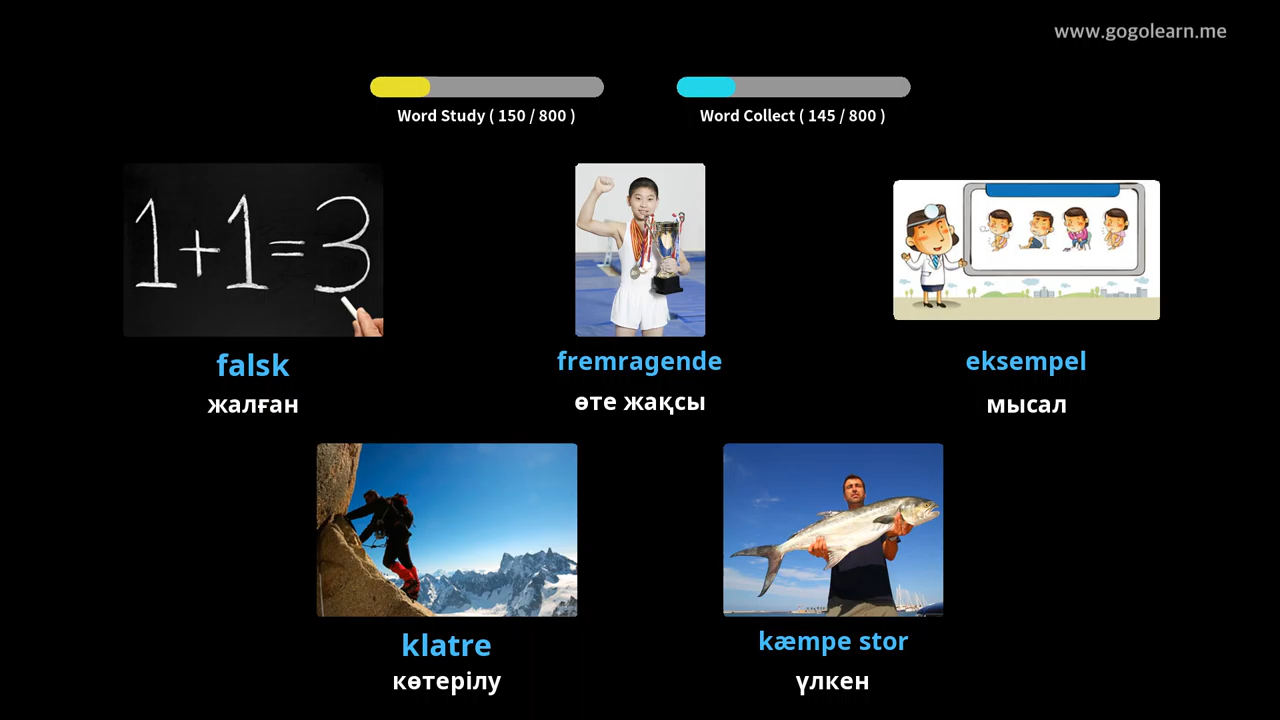 www.gogolearn.me
Word Study ( 150 / 800 )
Word Collect ( 145 / 800 )
1+1=3
falsk
жалған
fremragende
өте жақсы
eksempel
мысал
klatre
көтерілу
kæmpe stor
үлкен